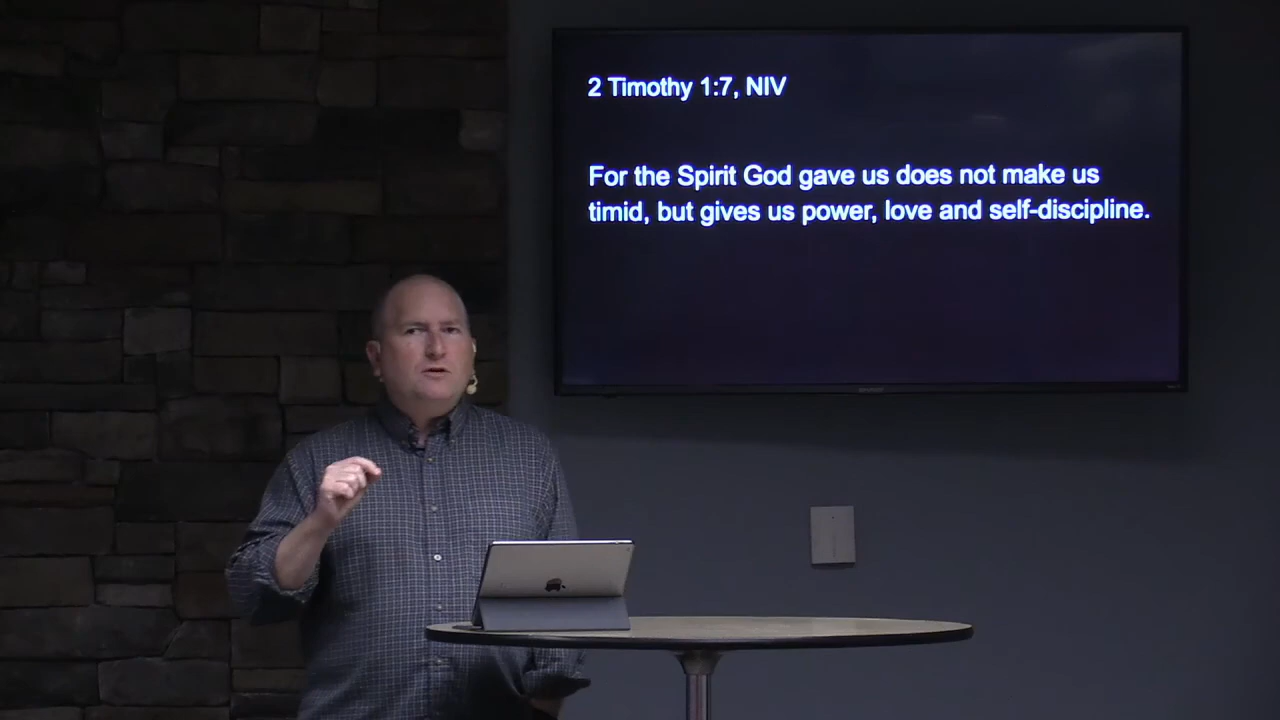 2 Timothy 1:7, NIV
For the Spirit God gave us does not make us
timid, but gives us power, love and self-discipline.